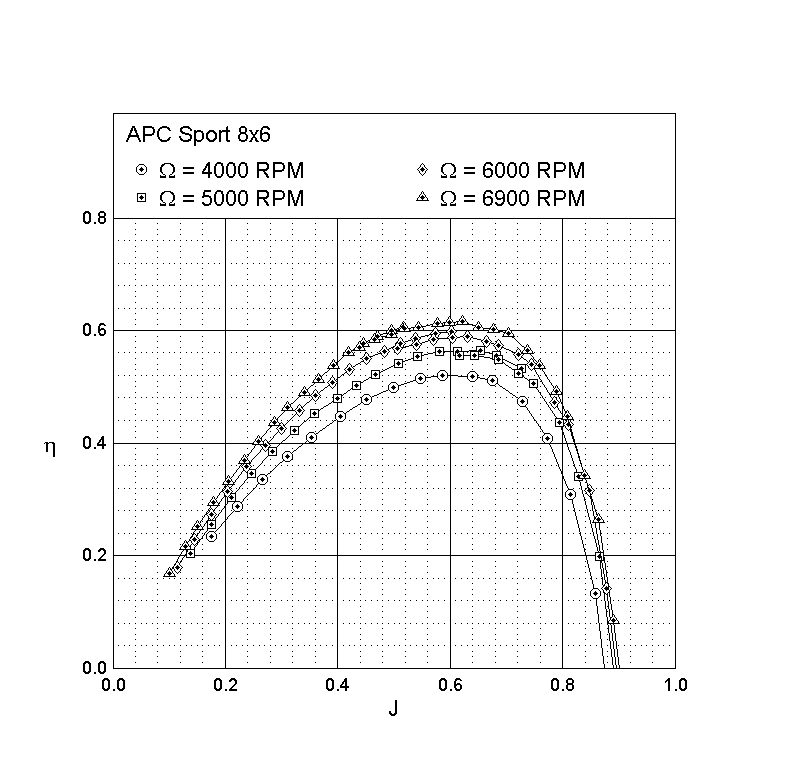 APC Sport 8x6
Ω = 4000 RPM Ω = 6000 RPM
Ω = 5000 RPM Ω = 6900 RPM
0.8
0.6
0.4
η
0.2
0.0
0.0 0.2 0.4 0.6 0.8 1.0
J